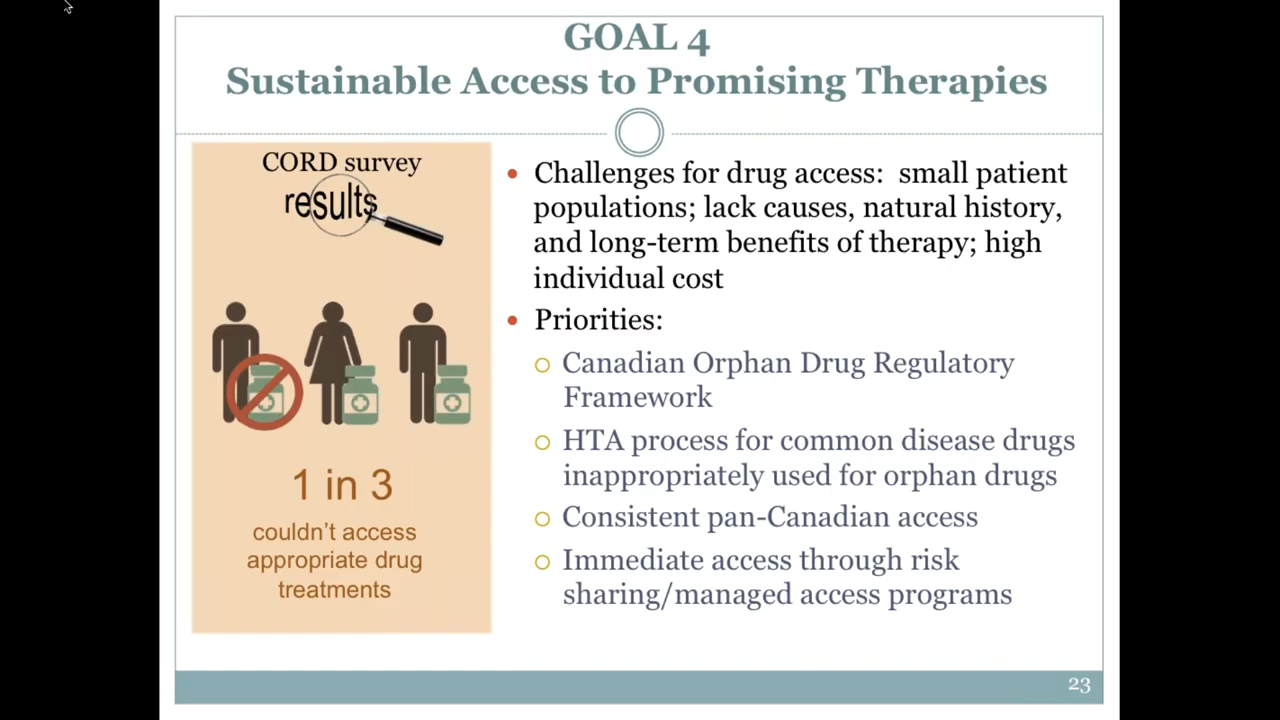 GOAL 4
Sustainable Access to Promising Therapies
CORD survey
results
1 in 3
couldn't access
appropriate drug
treatments
• Challenges for drug access:  small patient
populations; lack causes, natural history,
and long-term benefits of therapy; high
individual cost
• Priorities:
○ Canadian Orphan Drug Regulatory
Framework
○ HTA process for common disease drugs
inappropriately used for orphan drugs
○ Consistent pan-Canadian access
○ Immediate access through risk
sharing/managed access programs
23